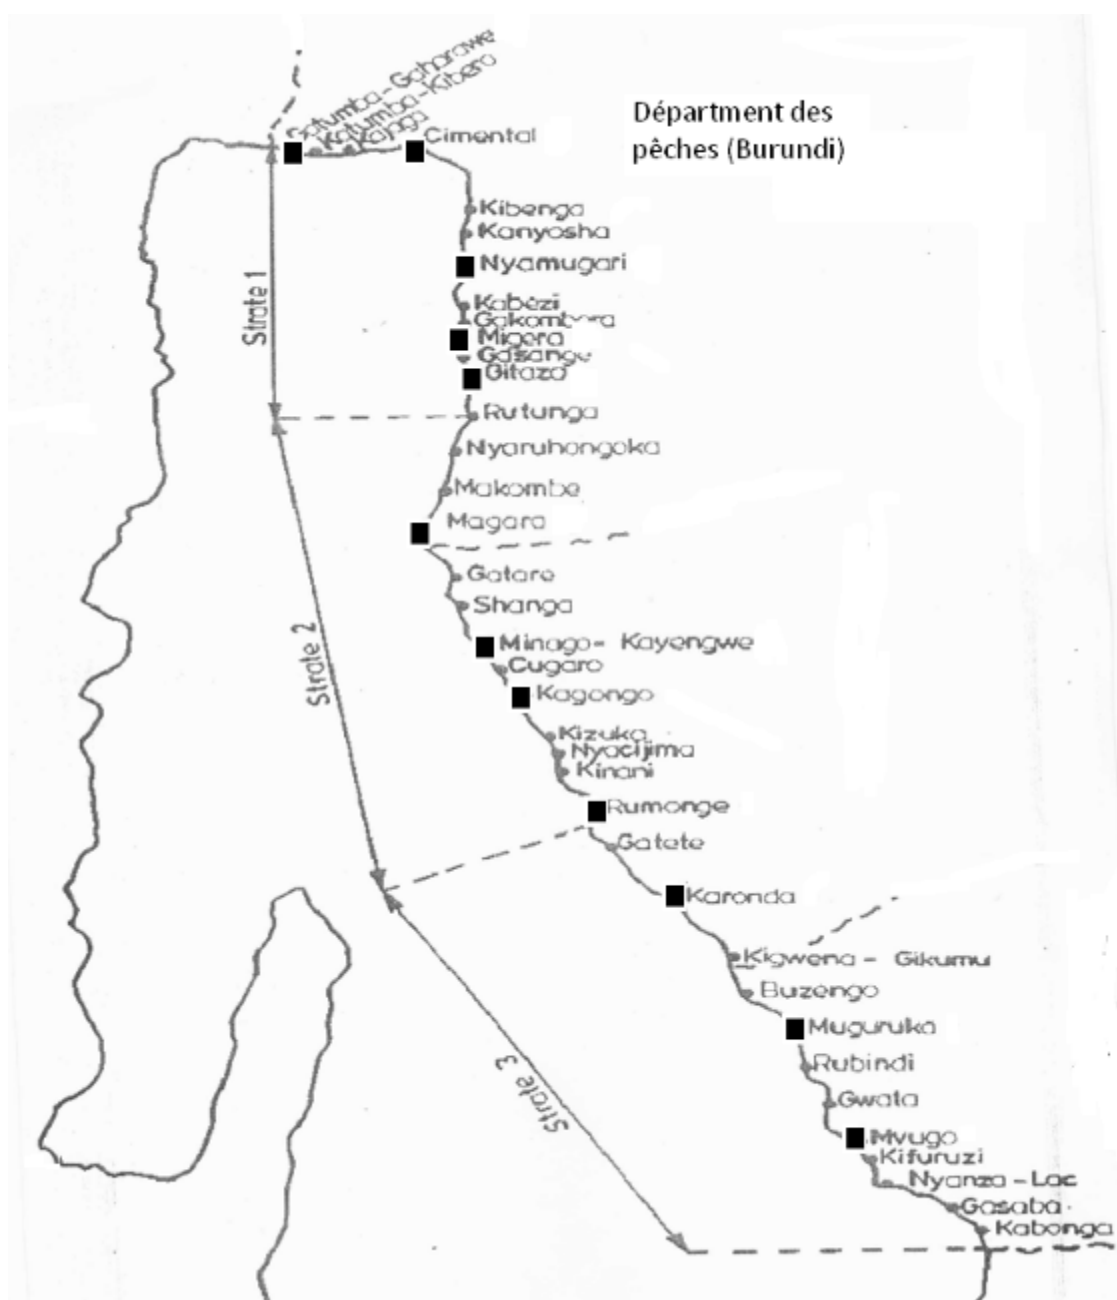 Gatumba-Gaharawe
Katumba-Kibero
Kajaga
Cimental
Départment des
pêches (Burundi)
Kibenga
Kanyosha
Nyamugari
Strate 1
Kabezi
Migera
Gasange
Gitaza
Rutunga
Nyaruhongoka
Makombe
Magara
Gatare
Shanga
Minago- Kayengwe
Cugaro
Kagongo
Strate 2
Kizuka
Nyacijima
Kinani
Rumonge
Gatete
Karonda
Kigwena - Gikumu
Buzengo
Muguruka
Rubindi
Strate 3
Gwata
Mvugo
Kifuruzi
Nyanza-Lac
Gasaba
Kabonga